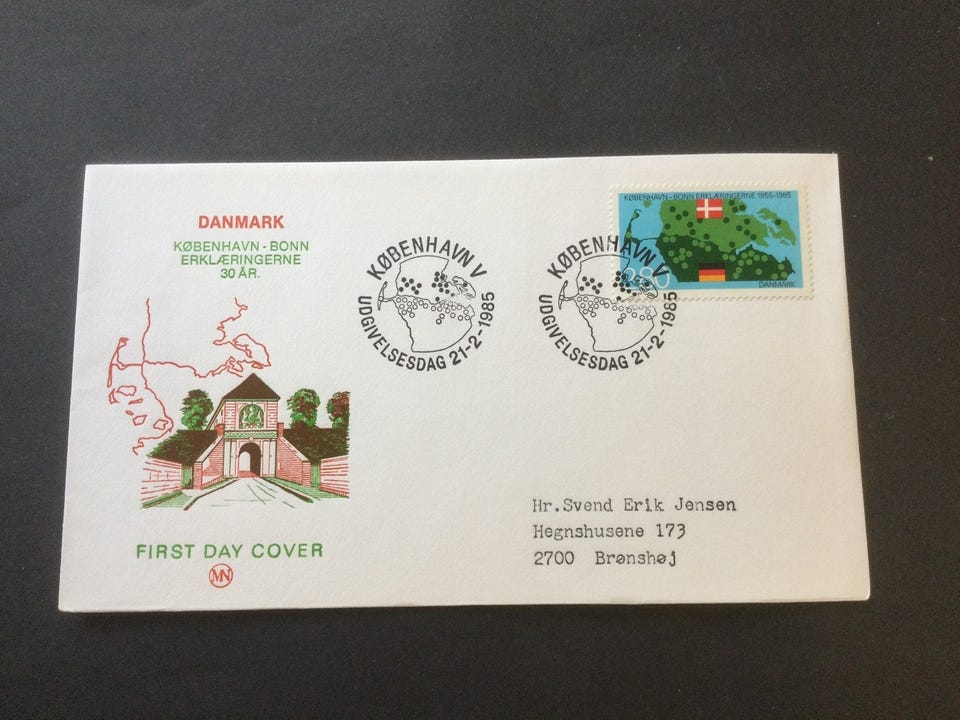 DANMARK
KØBENHAVN - BONN
ERKLÆRINGERNE
30 ÅR.
FIRST DAY COVER
MN
KØBENHAVN V
UDGIVELSESDAG 21-2-1985
KØBENHAVN V
UDGIVELSESDAG 21-2-1985
KØBENHAVN-BONN ERKLÆRINGERNE 1955-1985
280
DANMARK
Hr.Svend Erik Jensen
Hegnshusene 173
2700 Brønshøj